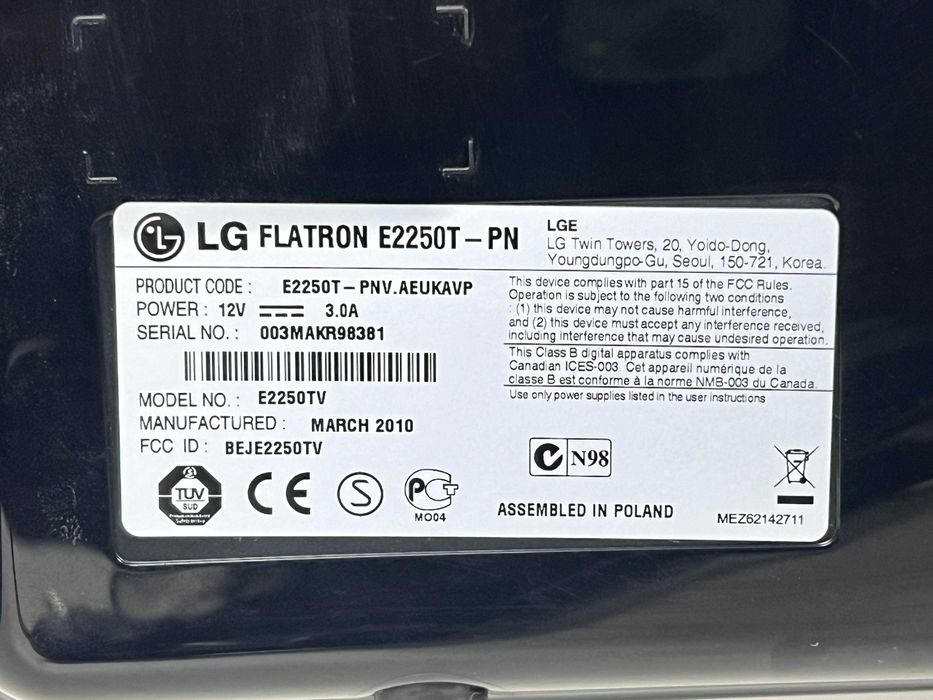 LG FLATRON E2250T-PN
LGE
LG Twin Towers, 20, Yoido-Dong,
Youngdungpo-Gu, Seoul, 150-721, Korea.
PRODUCT CODE : E2250T-PNV.AEUKAVP
POWER : 12V 3.0A
SERIAL NO. : 003MAKR98381
MODEL NO. : E2250TV
MANUFACTURED : MARCH 2010
FCC ID : BEJE2250TV
This device complies with part 15 of the FCC Rules.
Operation is subject to the following two conditions
: (1) this device may not cause harmful interference,
and (2) this device must accept any interference received,
including interference that may cause undesired operation.
This Class B digital apparatus complies with
Canadian ICES-003. Cet appareil numérique de la
classe B est conforme à la norme NMB-003 du Canada.
Use only power supplies listed in the user instructions
N98
TUV
SUD
CE
S
PCT
MO04
ASSEMBLED IN POLAND
MEZ62142711